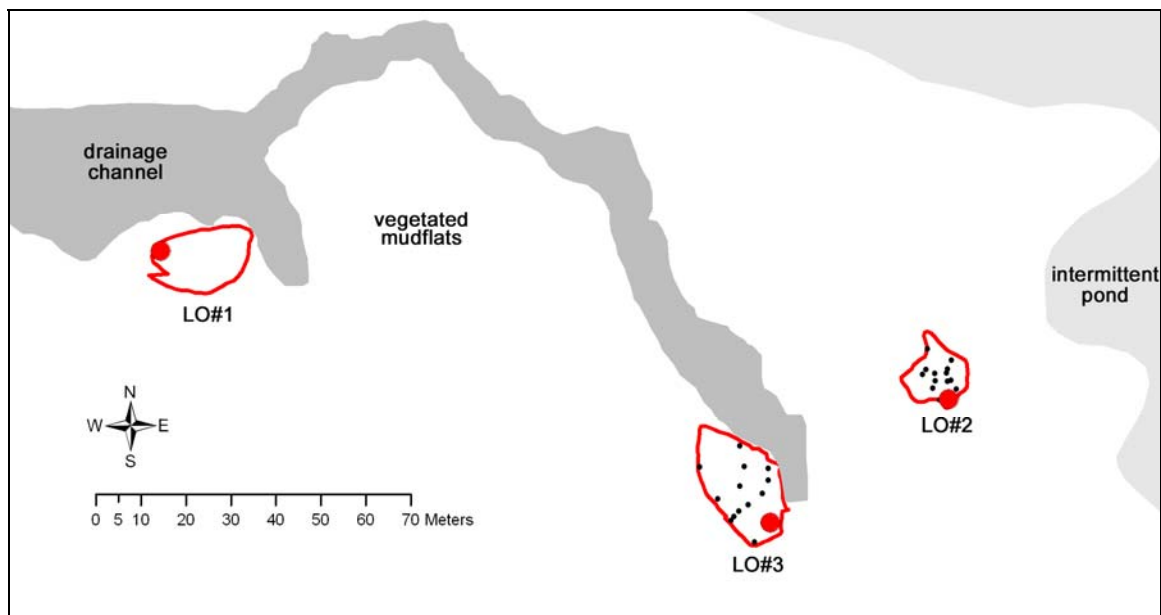 drainage
channel
vegetated
mudflats
intermittent
pond
LO#1
LO#2
N
W E
S
0 5 10 20 30 40 50 60 70 Meters
LO#3